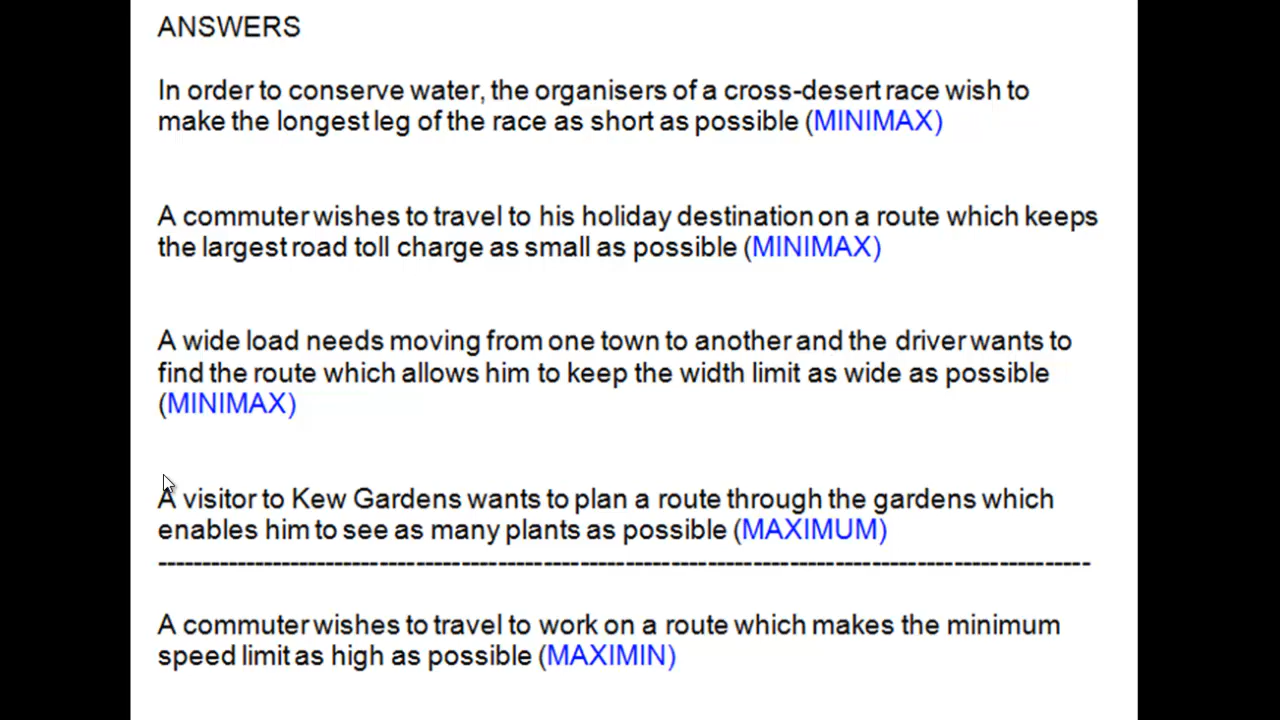 ANSWERS
In order to conserve water, the organisers of a cross-desert race wish to
make the longest leg of the race as short as possible (MINIMAX)
A commuter wishes to travel to his holiday destination on a route which keeps
the largest road toll charge as small as possible (MINIMAX)
A wide load needs moving from one town to another and the driver wants to
find the route which allows him to keep the width limit as wide as possible
(MINIMAX)
A visitor to Kew Gardens wants to plan a route through the gardens which
enables him to see as many plants as possible (MAXIMUM)
--------------------------------------------------------------------------------------------
A commuter wishes to travel to work on a route which makes the minimum
speed limit as high as possible (MAXIMIN)